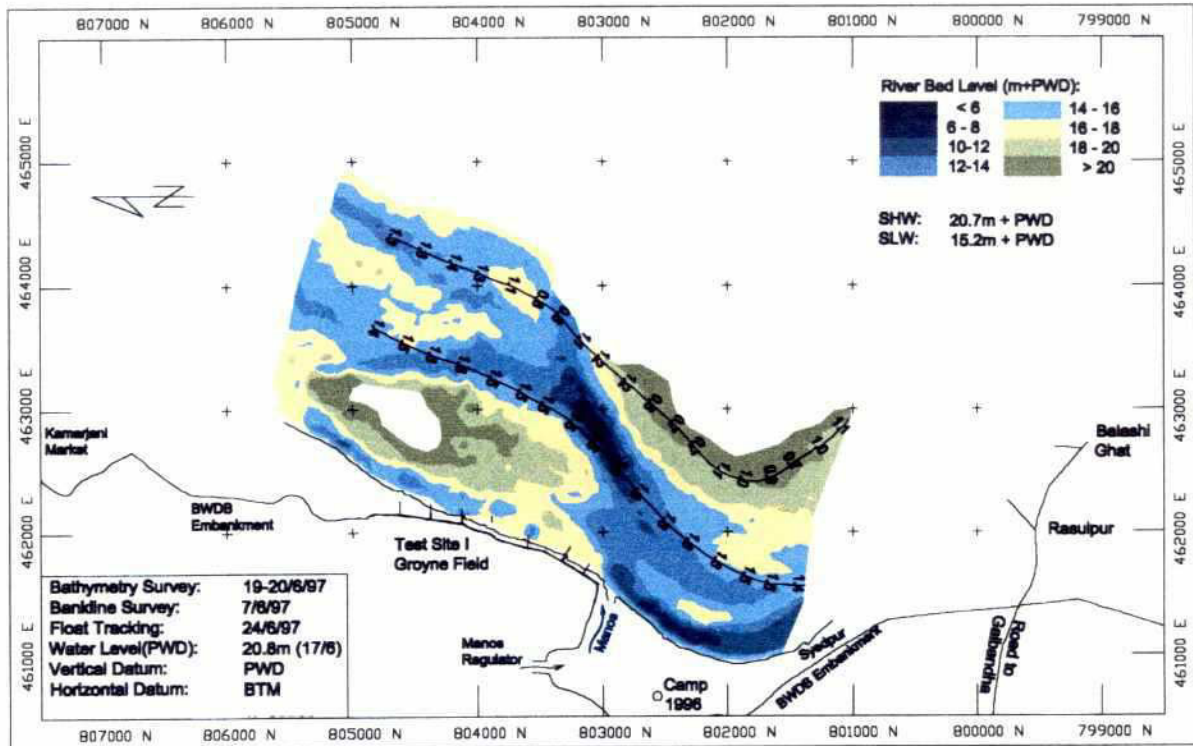 807000 N 806000 N 805000 N 804000 N 803000 N 802000 N 801000 N 800000 N 799000 N
465000 E
464000 E
463000 E
462000 E
461000 E
465000 E
464000 E
463000 E
462000 E
461000 E
River Bed Level (m+PWD):
< 6 14 - 16
6 - 8 16 - 18
10-12 18 - 20
12-14 > 20
SHW: 20.7m + PWD
SLW: 15.2m + PWD
Kamarjani
Market
BWDB
Embankment
Test Site I
Groyne Field
Manos
Regulator
Manos
Camp
1996
Syedpur
BWDB Embankment
Balashi
Ghat
Rasulpur
Road to
Gaibandha
Bathymetry Survey: 19-20/6/97
Bankline Survey: 7/6/97
Float Tracking: 24/6/97
Water Level(PWD): 20.8m (17/6)
Vertical Datum: PWD
Horizontal Datum: BTM
807000 N 806000 N 805000 N 804000 N 803000 N 802000 N 801000 N 800000 N 799000 N